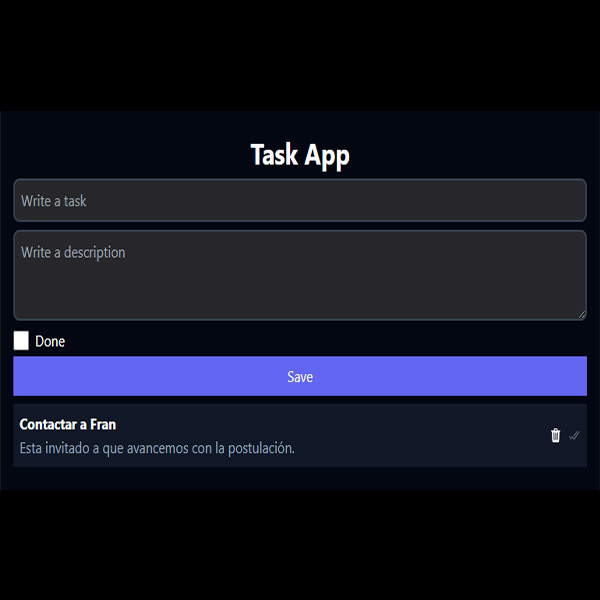 Task App
Write a task
Write a description
Done
Save
Contactar a Fran
Esta invitado a que avancemos con la postulación.